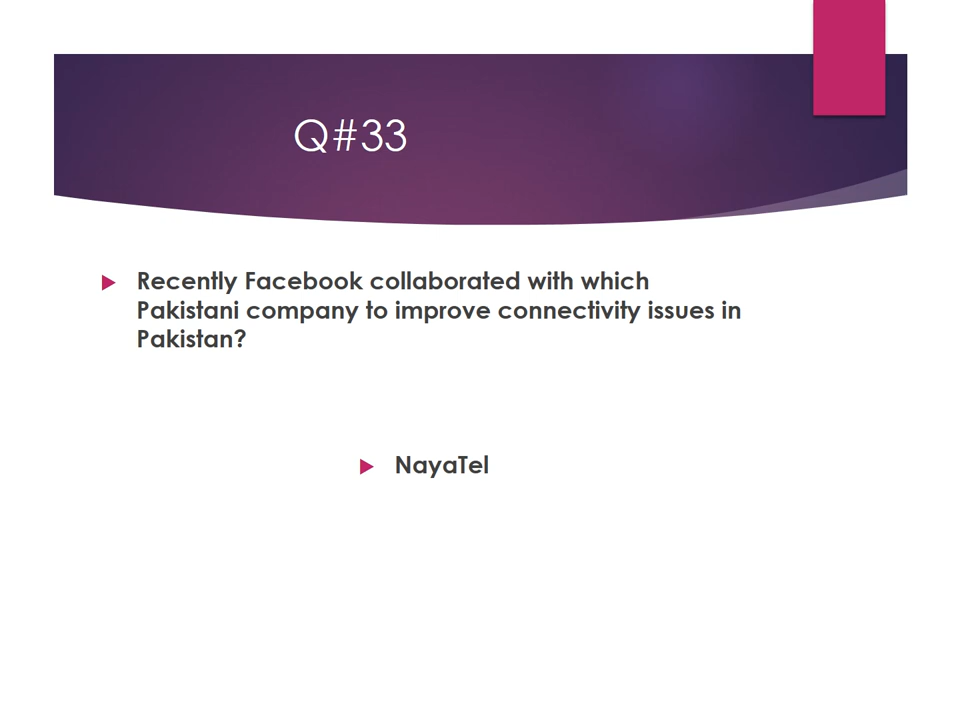 Q#33
Recently Facebook collaborated with which
Pakistani company to improve connectivity issues in
Pakistan?
NayaTel